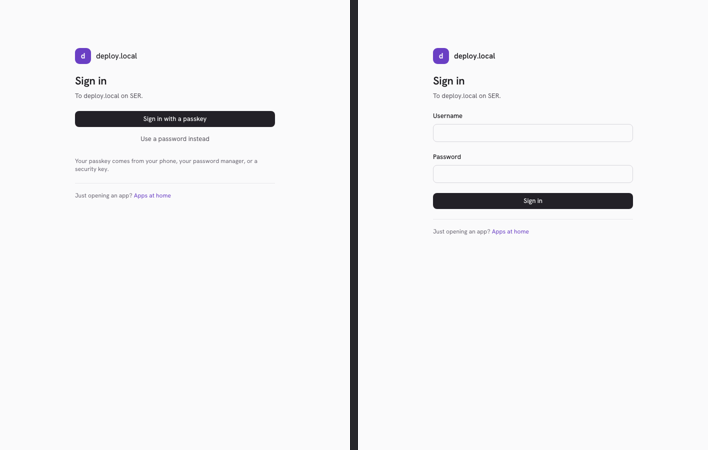 d deploy.local
Sign in
To deploy.local on SER.
Sign in with a passkey
Use a password instead
Your passkey comes from your phone, your password manager, or a
security key.
Just opening an app? Apps at home
d deploy.local
Sign in
To deploy.local on SER.
Username
Password
Sign in
Just opening an app? Apps at home